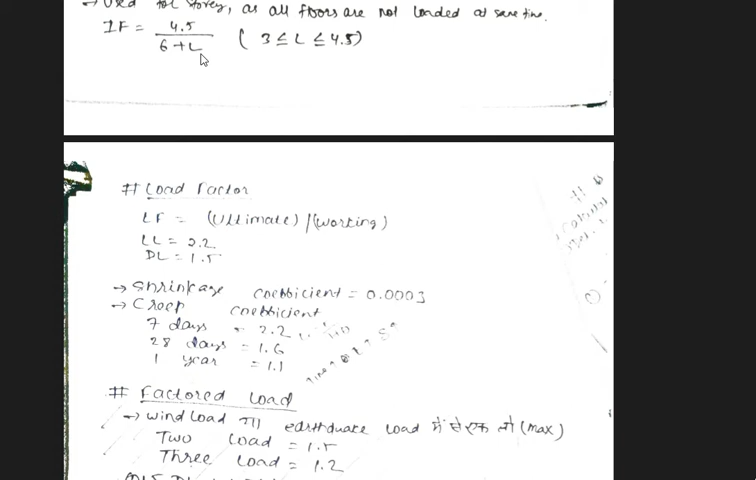 → Used for storey, as all floors are not loaded at same time.
IF = 4.5 / 6+L ( 3 ≤ L ≤ 4.5)
# Load Factor
LF = (Ultimate) / (working)
LL = 2.2
DL = 1.5
→ Shrinkage coefficient = 0.0003
→ Creep coefficient
7 days = 2.2
28 days = 1.6
1 year = 1.1
# Factored Load
→ wind Load या earthquake load में से एक लो (max)
Two Load = 1.5
Three Load = 1.2